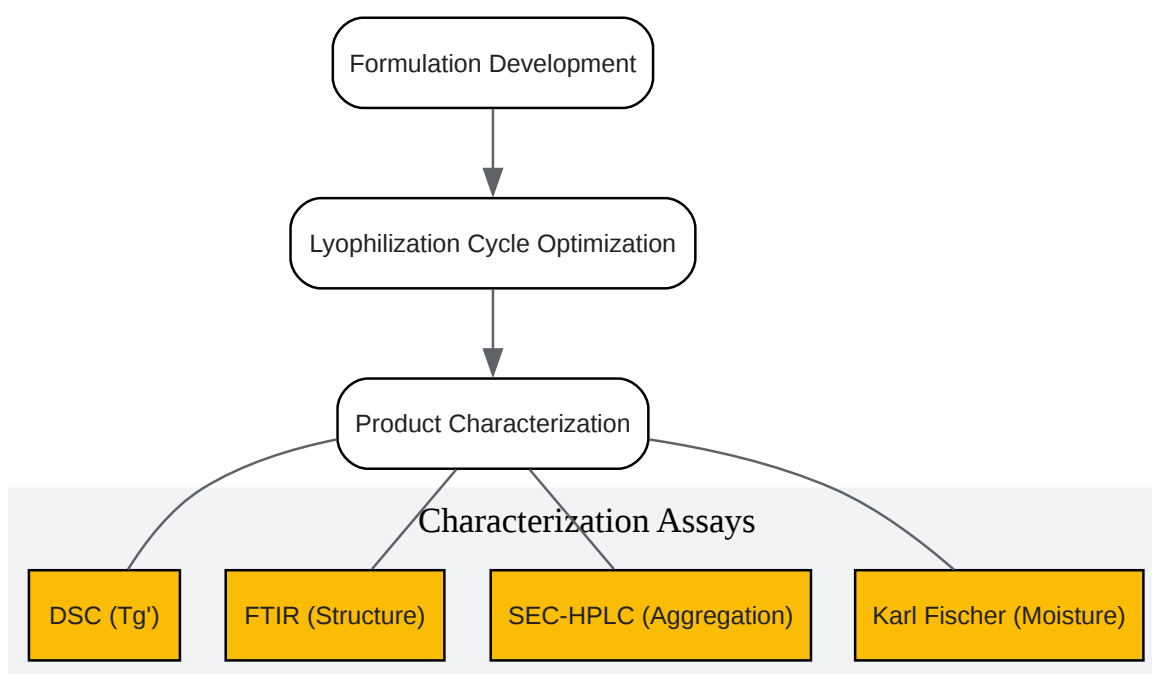 Formulation Development
Lyophilization Cycle Optimization
Product Characterization
Characterization Assays
DSC (Tg')
FTIR (Structure)
SEC-HPLC (Aggregation)
Karl Fischer (Moisture)